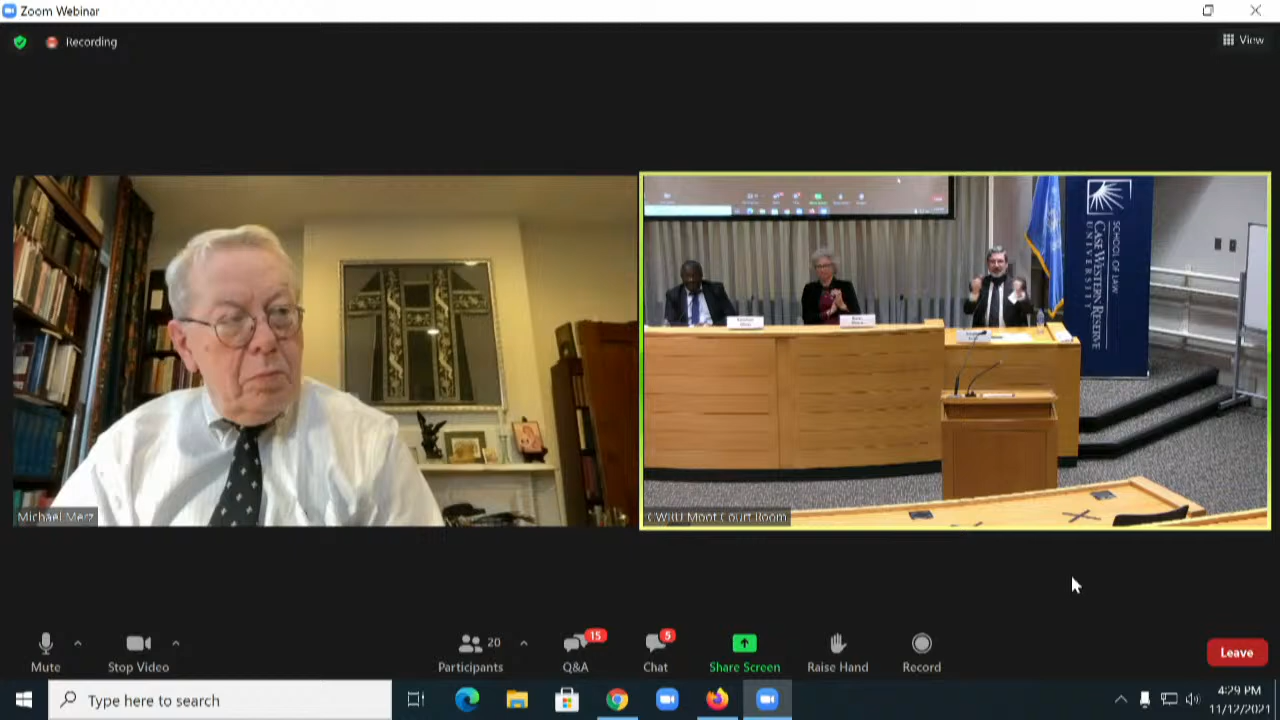 Zoom Webinar
Recording
View
SCHOOL OF LAW
CASE WESTERN RESERVE
UNIVERSITY
Michael Merz
CWRU Moot Court Room
Mute
Stop Video
Participants
20
Q&A
15
Chat
5
Share Screen
Raise Hand
Record
Leave
Type here to search
4:29 PM
11/12/2021